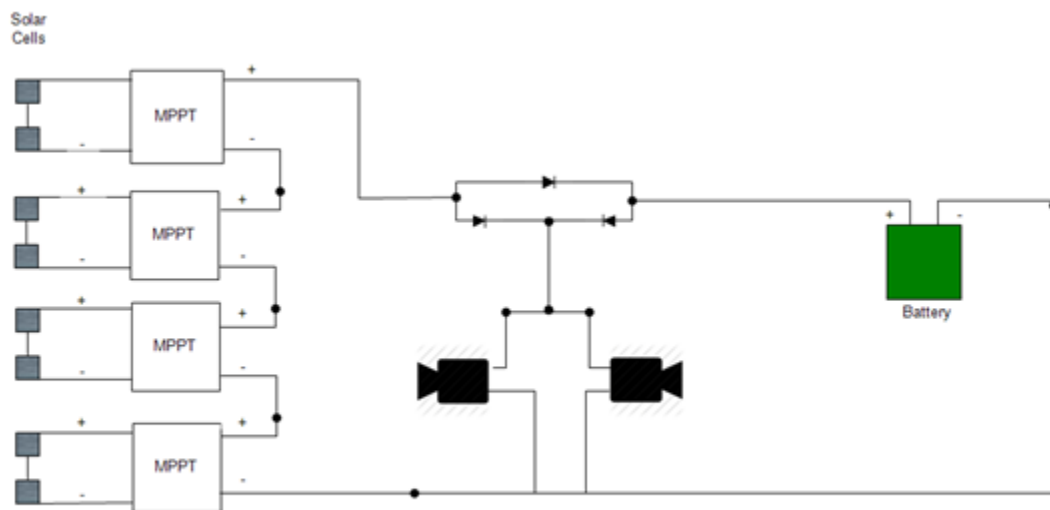 Solar
Cells
+
MPPT
-
-
+
+
MPPT
-
-
+
-
Battery
+
+
MPPT
-
-
+
+
MPPT
-
-